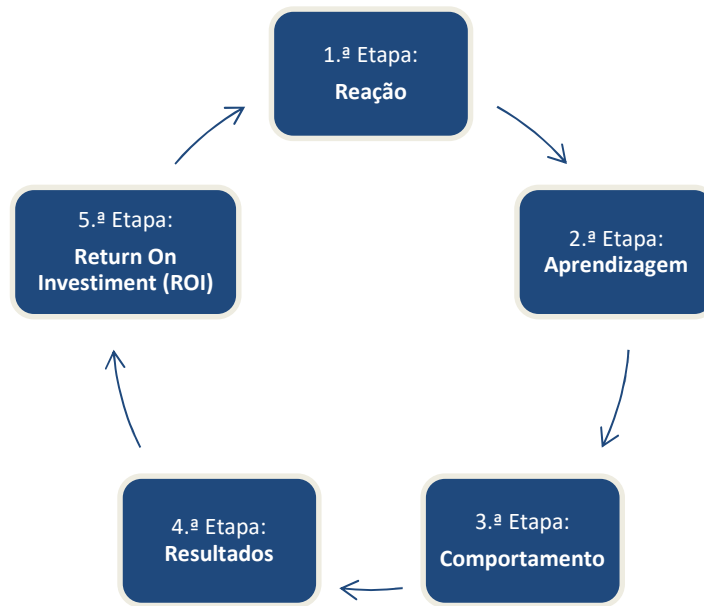 1.ª Etapa:
Reação
2.ª Etapa:
Aprendizagem
3.ª Etapa:
Comportamento
4.ª Etapa:
Resultados
5.ª Etapa:
Return On
Investiment (ROI)